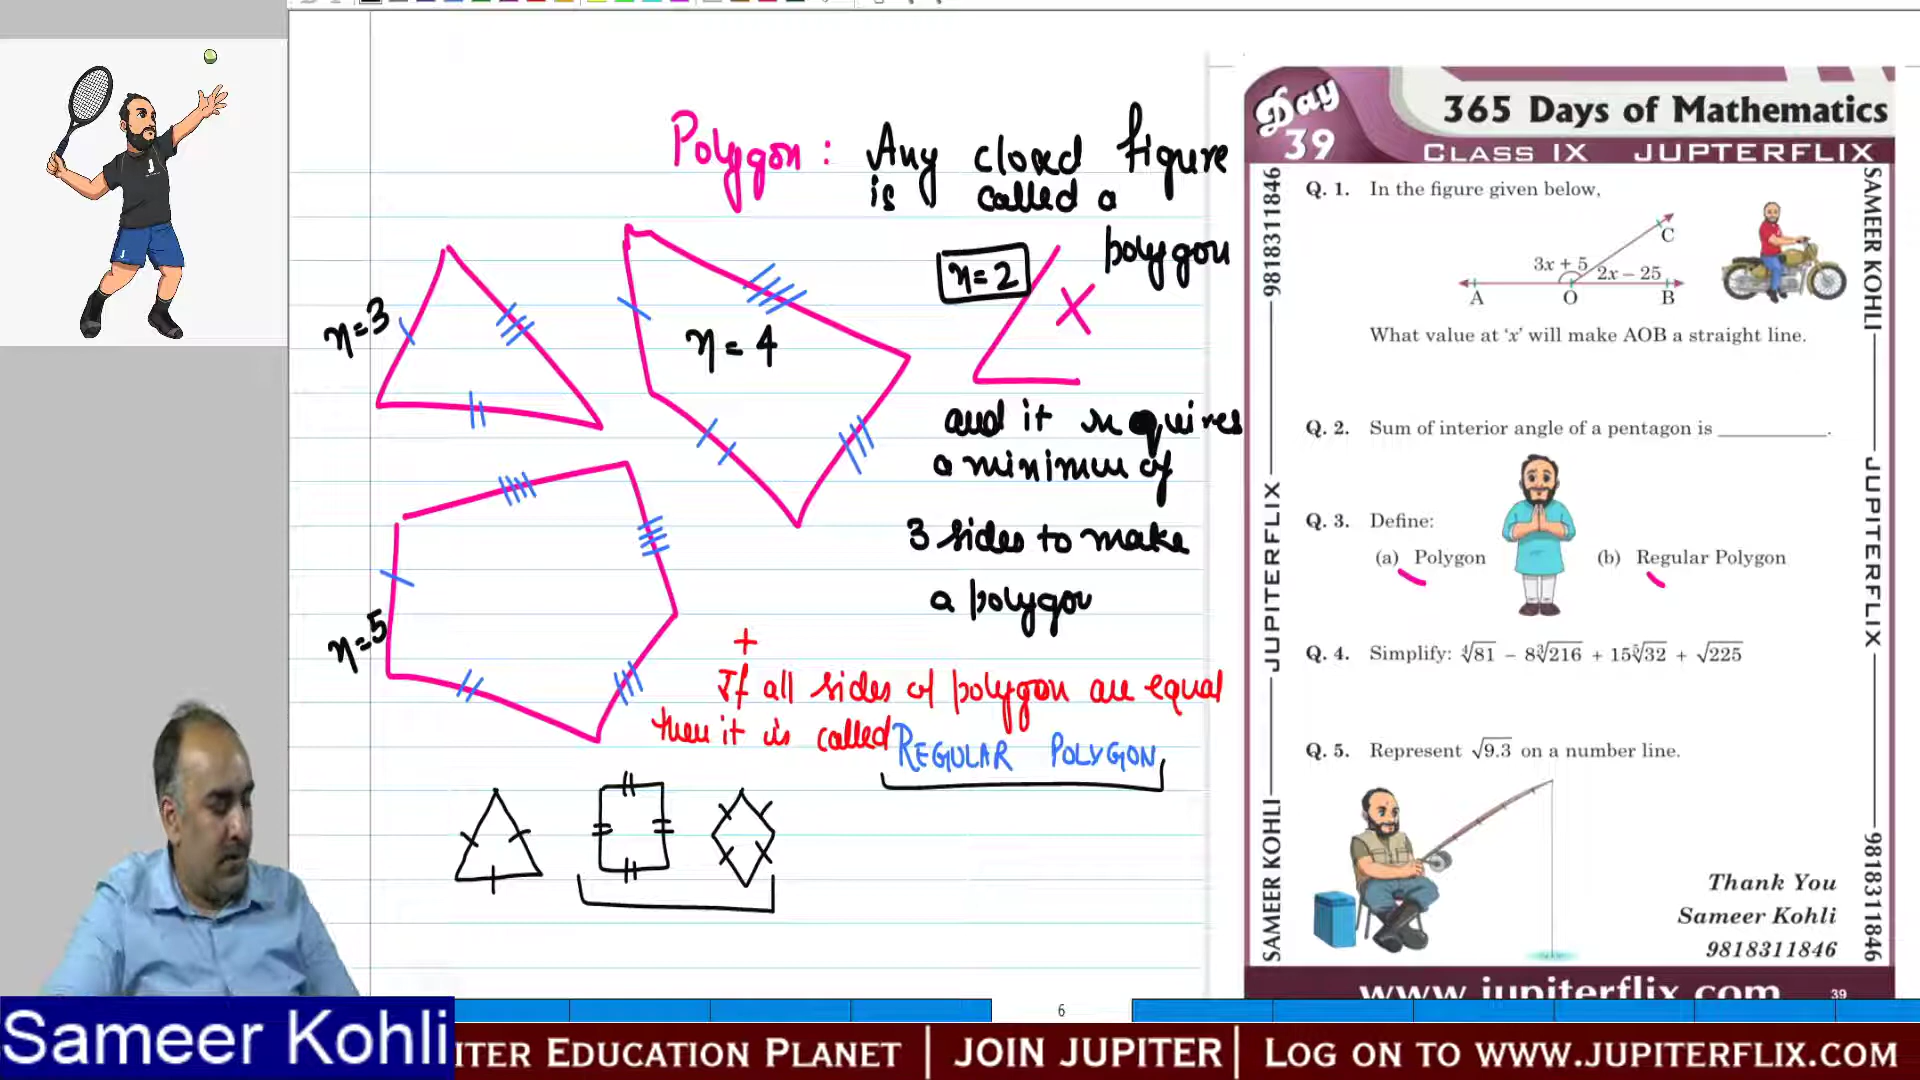 Polygon : Any closed figure
is called a
polygon
n=2
n=3
n = 4
and it requires
a minimum of
3 sides to make
a polygon
n=5
+
If all sides of polygon are equal
then it is called REGULAR POLYGON
Day
39
365 Days of Mathematics
CLASS IX JUPTERFLIX
SAMEER KOHLI JUPITERFLIX SAMEER KOHLI 9818311846
SAMEER KOHLI JUPITERFLIX 9818311846
Q. 1. In the figure given below,
C
3x + 5
2x – 25
A O B
What value at ‘x’ will make AOB a straight line.
Q. 2. Sum of interior angle of a pentagon is ___________.
Q. 3. Define:
(a) Polygon (b) Regular Polygon
Q. 4. Simplify: ∜81 – 8∛216 + 15⁵√32 + √225
Q. 5. Represent √9.3 on a number line.
Thank You
Sameer Kohli
9818311846
www.jupiterflix.com
39
6
Sameer Kohli
ITER EDUCATION PLANET | JOIN JUPITER | LOG ON TO WWW.JUPITERFLIX.COM